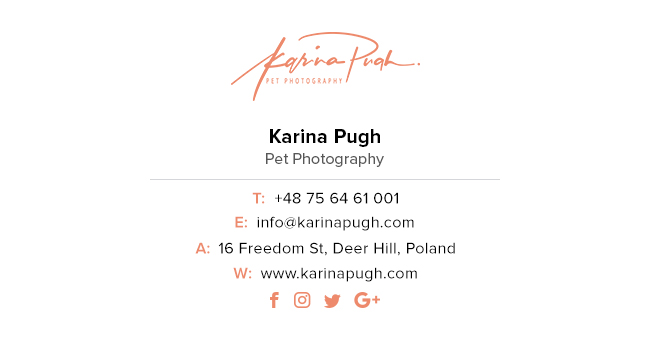 Karina Pugh.
PET PHOTOGRAPHY
Karina Pugh
Pet Photography
T: +48 75 64 61 001
E: info@karinapugh.com
A: 16 Freedom St, Deer Hill, Poland
W: www.karinapugh.com
f G+